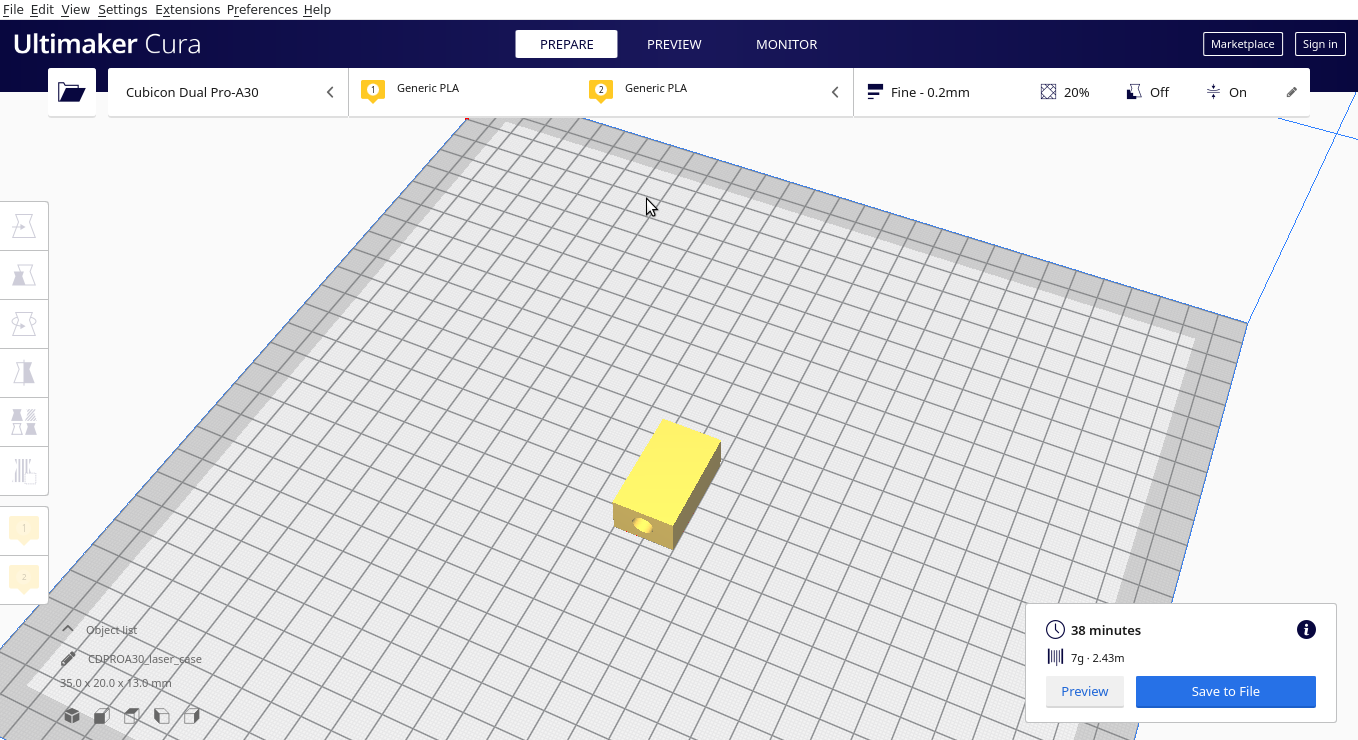 File Edit View Settings Extensions Preferences Help
Ultimaker Cura
PREPARE PREVIEW MONITOR
Marketplace Sign in
Cubicon Dual Pro-A30
1 Generic PLA
2 Generic PLA
Fine - 0.2mm 20% Off On
1
2
Object list
CDPROA30_laser_case
35.0 x 20.0 x 13.0 mm
38 minutes
7g · 2.43m
Preview Save to File